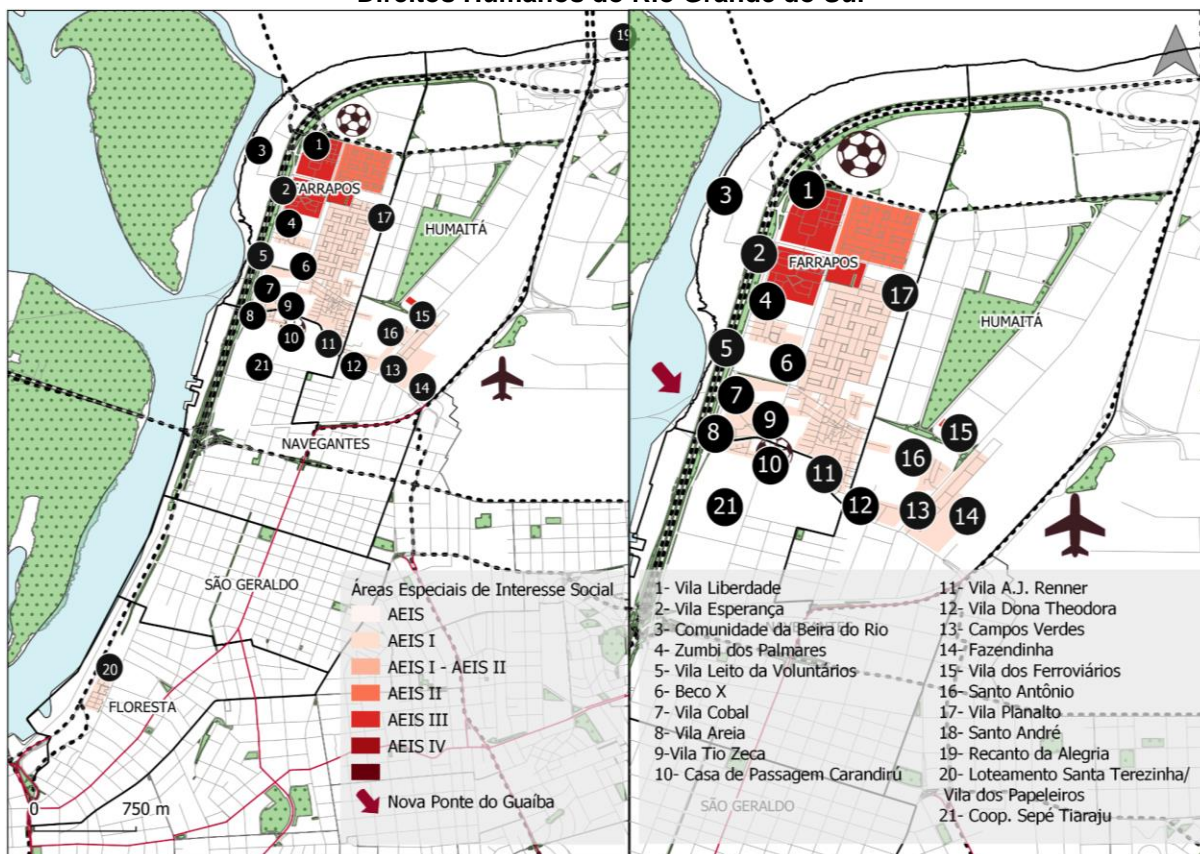 Direitos Humanos do Rio Grande do Sul
19
1
3
2
FARRAPOS
17
4
HUMAITÁ
5
6
7
9
8
15
16
10
11
21
12
13
14
NAVEGANTES
SÃO GERALDO
20
FLORESTA
0 750 m
Áreas Especiais de Interesse Social
AEIS
AEIS I
AEIS I - AEIS II
AEIS II
AEIS III
AEIS IV
Nova Ponte do Guaíba
1
3
2
FARRAPOS
17
4
HUMAITÁ
5
6
7
9
8
15
16
10
11
21
12
13
14
NAVEGANTES
SÃO GERALDO
1- Vila Liberdade
2- Vila Esperança
3- Comunidade da Beira do Rio
4- Zumbi dos Palmares
5- Vila Leito da Voluntários
6- Beco X
7- Vila Cobal
8- Vila Areia
9-Vila Tio Zeca
10- Casa de Passagem Carandirú
11- Vila A.J. Renner
12- Vila Dona Theodora
13- Campos Verdes
14- Fazendinha
15- Vila dos Ferroviários
16- Santo Antônio
17- Vila Planalto
18- Santo André
19- Recanto da Alegria
20- Loteamento Santa Terezinha/
Vila dos Papeleiros
21- Coop. Sepé Tiaraju